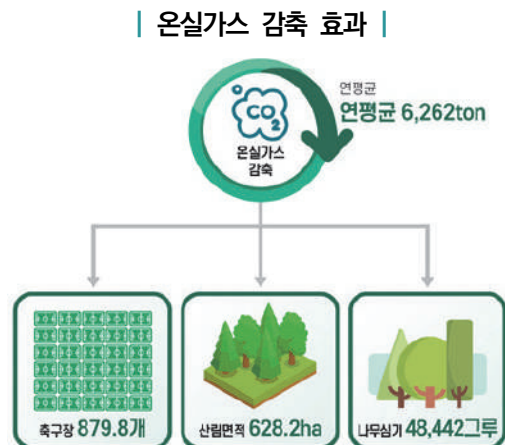 | 온실가스 감축 효과 |
연평균
연평균 6,262ton
CO2
온실가스
감축
축구장 879.8개
산림면적 628.2ha
나무심기 48,442그루